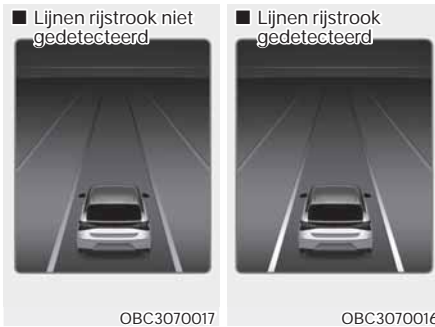 ■ Lijnen rijstrook niet
gedetecteerd
OBC3070017
■ Lijnen rijstrook
gedetecteerd
OBC3070016